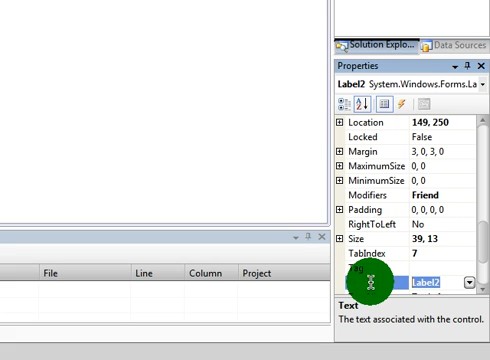 Solution Explo...
Data Sources
Properties
Label2 System.Windows.Forms.La
Location 149, 250
Locked False
Margin 3, 0, 3, 0
MaximumSize 0, 0
MinimumSize 0, 0
Modifiers Friend
Padding 0, 0, 0, 0
RightToLeft No
Size 39, 13
TabIndex 7
Tag
Label2
File Line Column Project
Text
The text associated with the control.